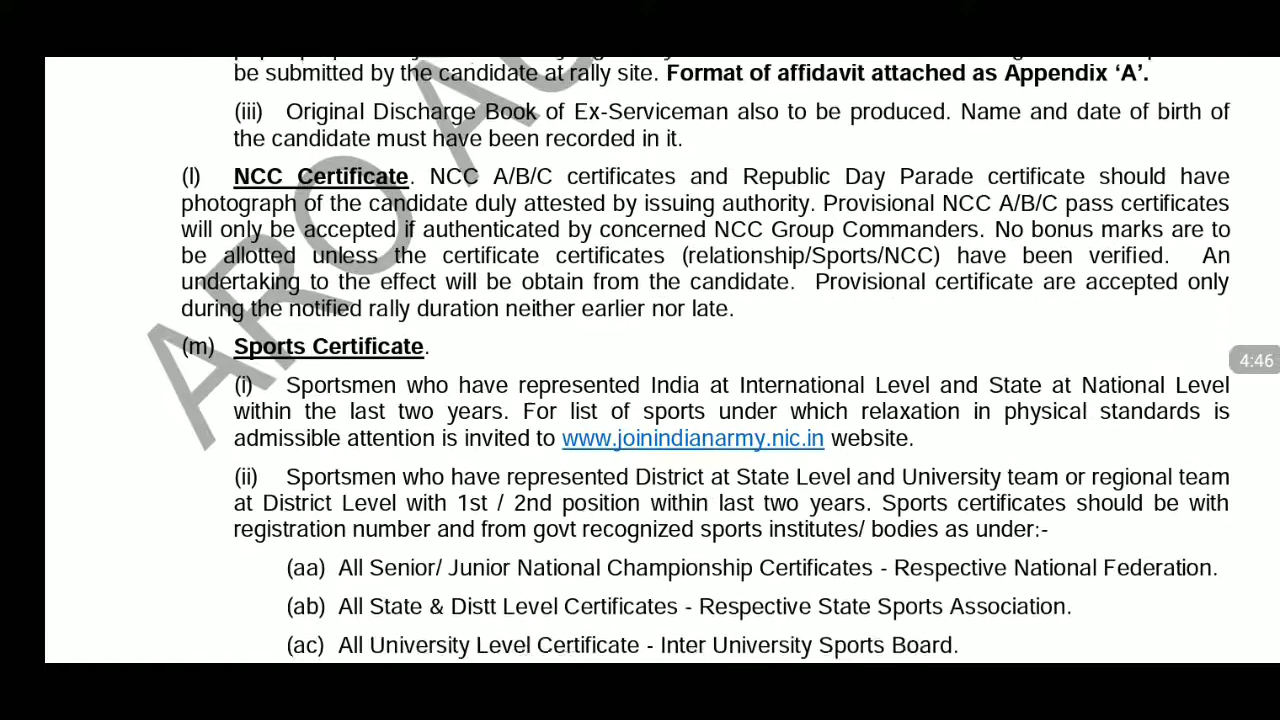 be submitted by the candidate at rally site. Format of affidavit attached as Appendix ‘A’.
(iii) Original Discharge Book of Ex-Serviceman also to be produced. Name and date of birth of
the candidate must have been recorded in it.
(l) NCC Certificate. NCC A/B/C certificates and Republic Day Parade certificate should have
photograph of the candidate duly attested by issuing authority. Provisional NCC A/B/C pass certificates
will only be accepted if authenticated by concerned NCC Group Commanders. No bonus marks are to
be allotted unless the certificate certificates (relationship/Sports/NCC) have been verified. An
undertaking to the effect will be obtain from the candidate. Provisional certificate are accepted only
during the notified rally duration neither earlier nor late.
(m) Sports Certificate.
4:46
(i) Sportsmen who have represented India at International Level and State at National Level
within the last two years. For list of sports under which relaxation in physical standards is
admissible attention is invited to www.joinindianarmy.nic.in website.
(ii) Sportsmen who have represented District at State Level and University team or regional team
at District Level with 1st / 2nd position within last two years. Sports certificates should be with
registration number and from govt recognized sports institutes/ bodies as under:-
(aa) All Senior/ Junior National Championship Certificates - Respective National Federation.
(ab) All State & Distt Level Certificates - Respective State Sports Association.
(ac) All University Level Certificate - Inter University Sports Board.
ARO